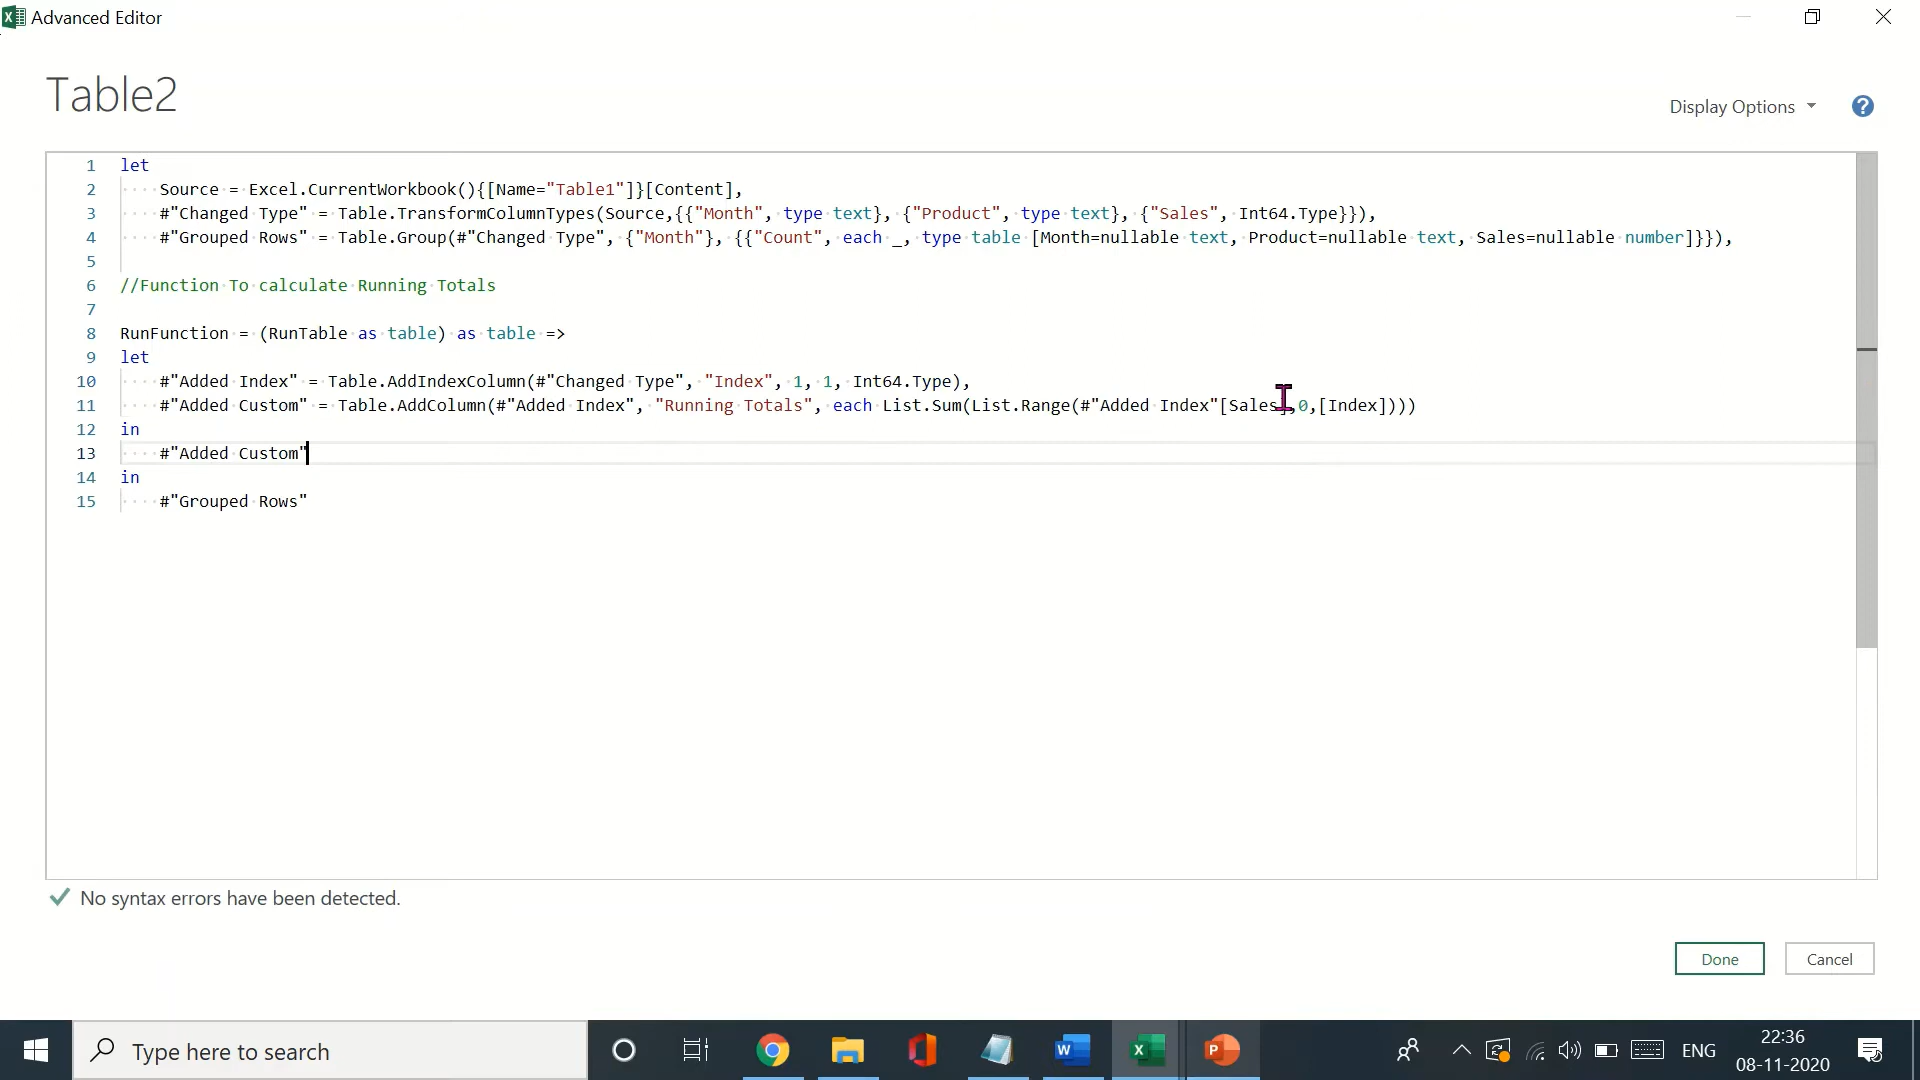 Advanced Editor
Table2
Display Options
?
1 let
2 Source = Excel.CurrentWorkbook(){[Name="Table1"]}[Content],
3 #"Changed Type" = Table.TransformColumnTypes(Source,{{"Month", type text}, {"Product", type text}, {"Sales", Int64.Type}}),
4 #"Grouped Rows" = Table.Group(#"Changed Type", {"Month"}, {{"Count", each _, type table [Month=nullable text, Product=nullable text, Sales=nullable number]}}),
5
6 //Function To calculate Running Totals
7
8 RunFunction = (RunTable as table) as table =>
9 let
10 #"Added Index" = Table.AddIndexColumn(#"Changed Type", "Index", 1, 1, Int64.Type),
11 #"Added Custom" = Table.AddColumn(#"Added Index", "Running Totals", each List.Sum(List.Range(#"Added Index"[Sales],0,[Index])))
12 in
13 #"Added Custom"
14 in
15 #"Grouped Rows"
No syntax errors have been detected.
Done
Cancel
Type here to search
ENG
22:36
08-11-2020